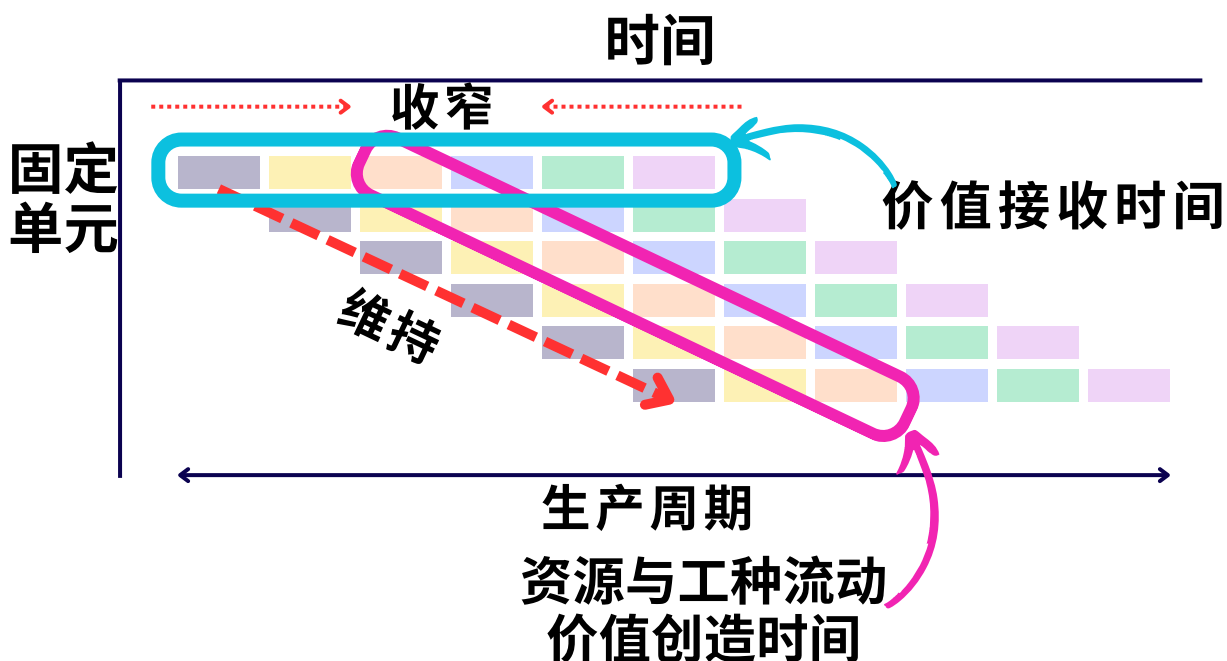 时间
收窄
固定
单元
价值接收时间
维持
生产周期
资源与工种流动
价值创造时间